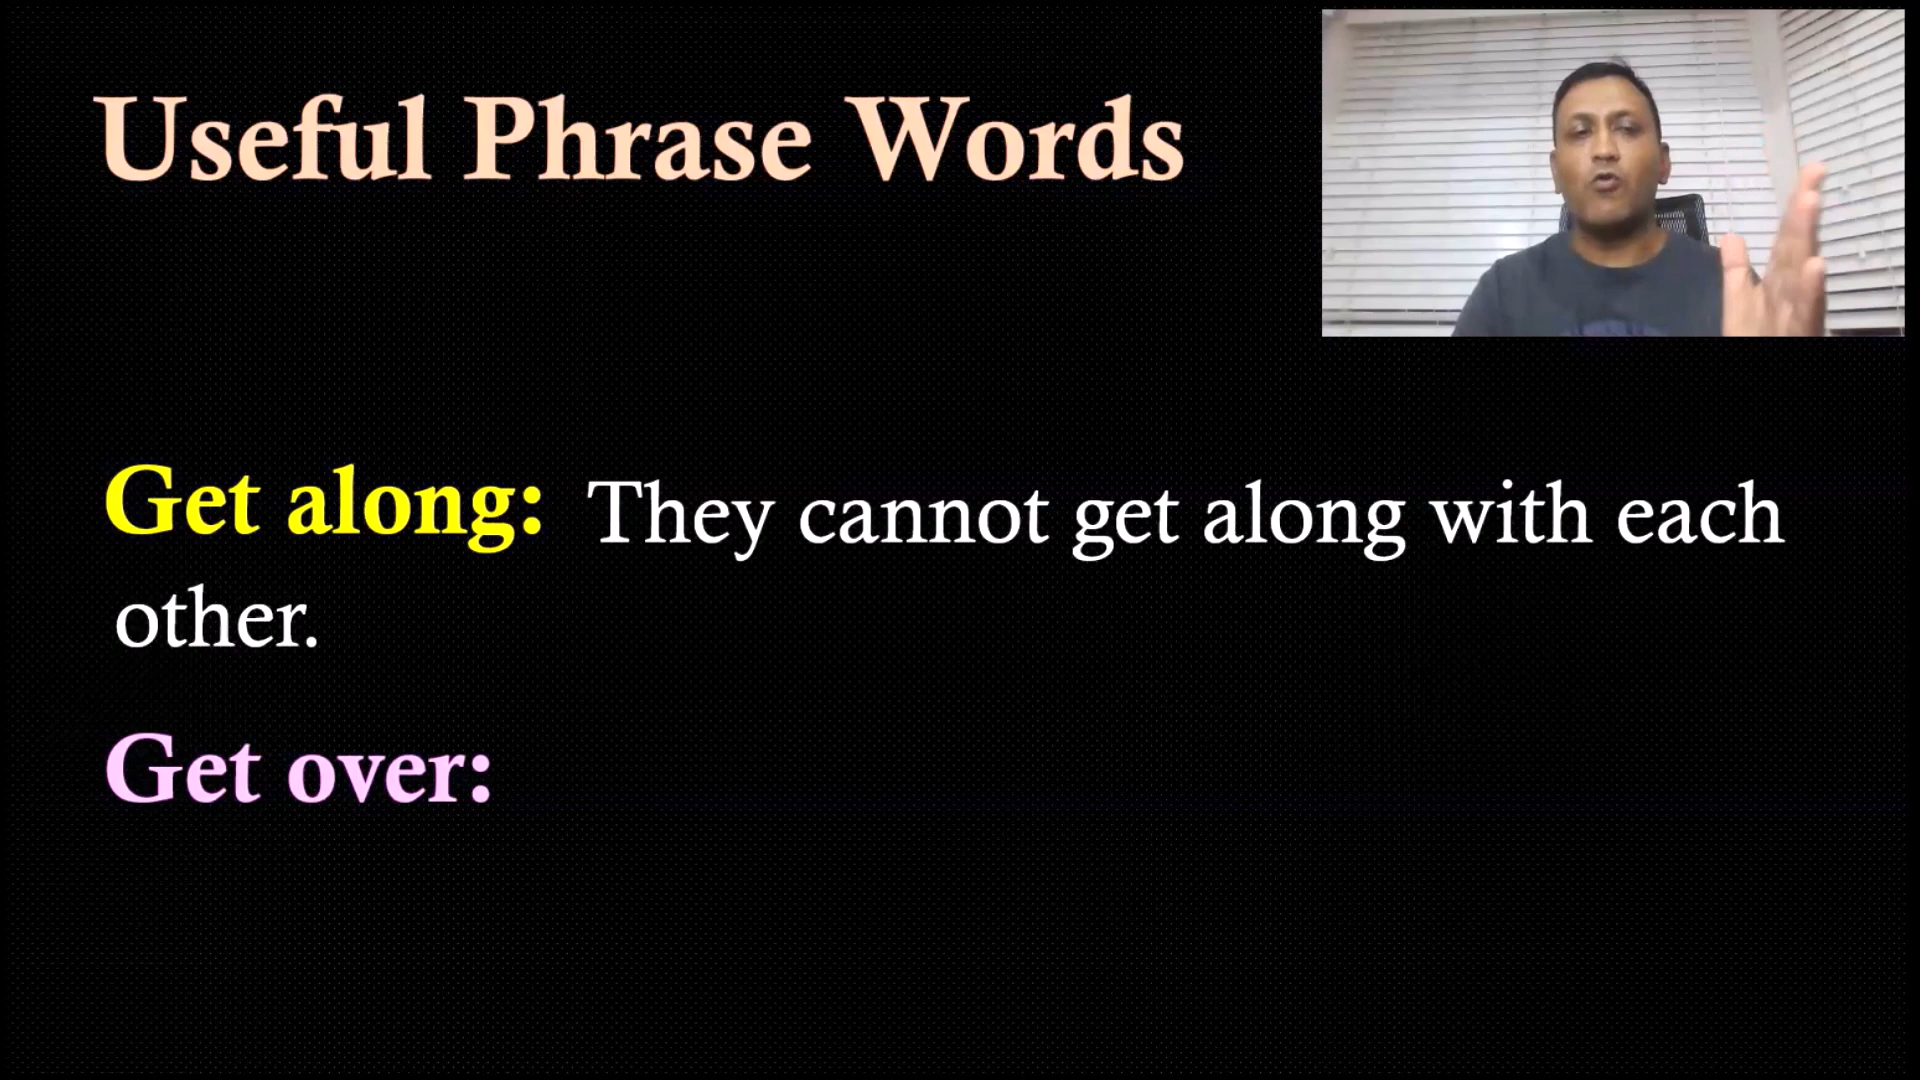 Useful Phrase Words
Get along: They cannot get along with each
other.
Get over: